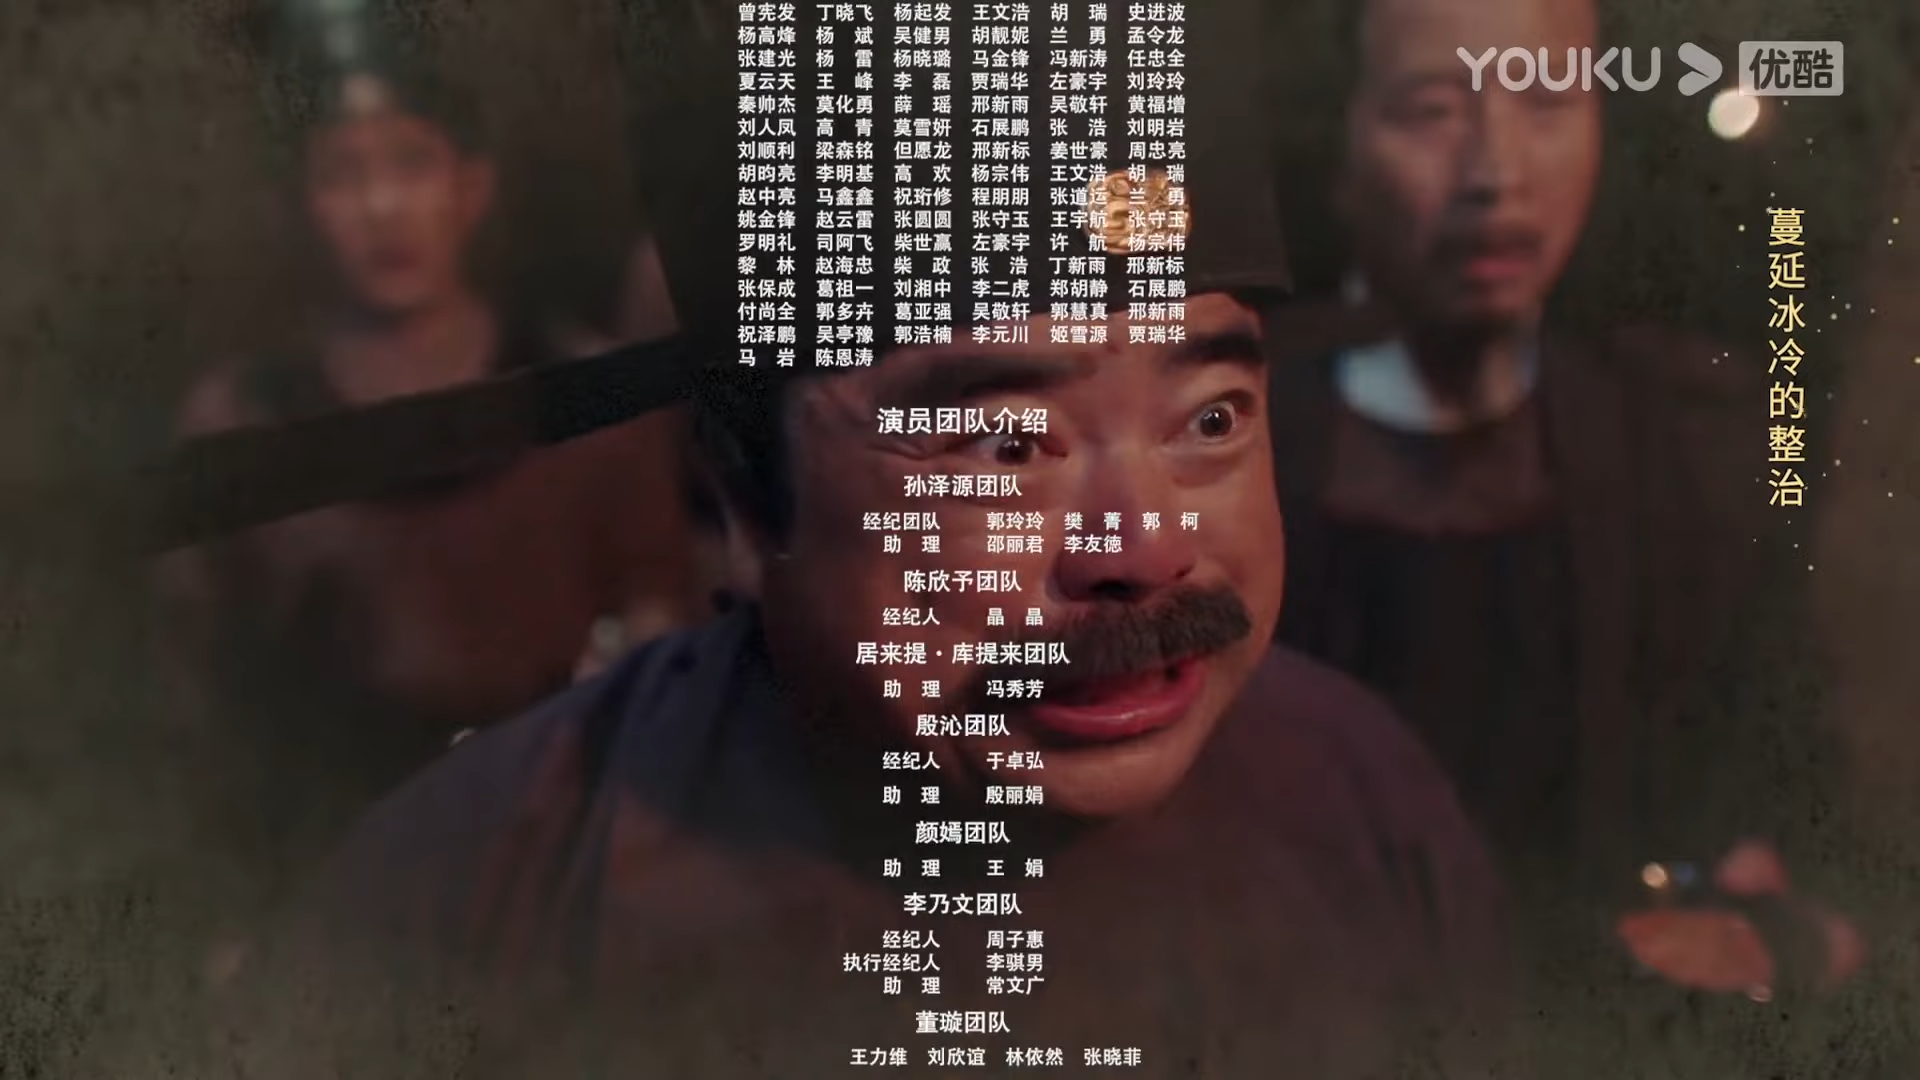 曾宪发 丁晓飞 杨起发 王文浩 胡 瑞 史进波
杨高烽 杨 斌 吴健男 胡靓妮 兰 勇 孟令龙
张建光 杨 雷 杨晓璐 马金锋 冯新涛 任忠全
夏云天 王 峰 李 磊 贾瑞华 左豪宇 刘玲玲
秦帅杰 莫化勇 薛 瑶 邢新雨 吴敬轩 黄福增
刘人凤 高 青 莫雪妍 石展鹏 张 浩 刘明岩
刘顺利 梁森铭 但愿龙 邢新标 姜世豪 周忠亮
胡昀亮 李明基 高 欢 杨宗伟 王文浩 胡 瑞
赵中亮 马鑫鑫 祝珩修 程朋朋 张道运 兰 勇
姚金锋 赵云雷 张圆圆 张守玉 王宇航 张守玉
罗明礼 司阿飞 柴世赢 左豪宇 许 航 杨宗伟
黎 林 赵海忠 柴 政 张 浩 丁新雨 邢新标
张保成 葛祖一 刘湘中 李二虎 郑胡静 石展鹏
付尚全 郭多卉 葛亚强 吴敬轩 郭慧真 邢新雨
祝泽鹏 吴亭豫 郭浩楠 李元川 姬雪源 贾瑞华
马 岩 陈恩涛
演员团队介绍
孙泽源团队
经纪团队 郭玲玲 樊 菁 郭 柯
助 理 邵丽君 李友德
陈欣予团队
经纪人 晶 晶
居来提·库提来团队
助 理 冯秀芳
殷沁团队
经纪人 于卓弘
助 理 殷丽娟
颜嫣团队
助 理 王 娟
李乃文团队
经纪人 周子惠
执行经纪人 李骐男
助 理 常文广
董璇团队
王力维 刘欣谊 林依然 张晓菲
YOUKU 优酷
蔓延冰冷的整治